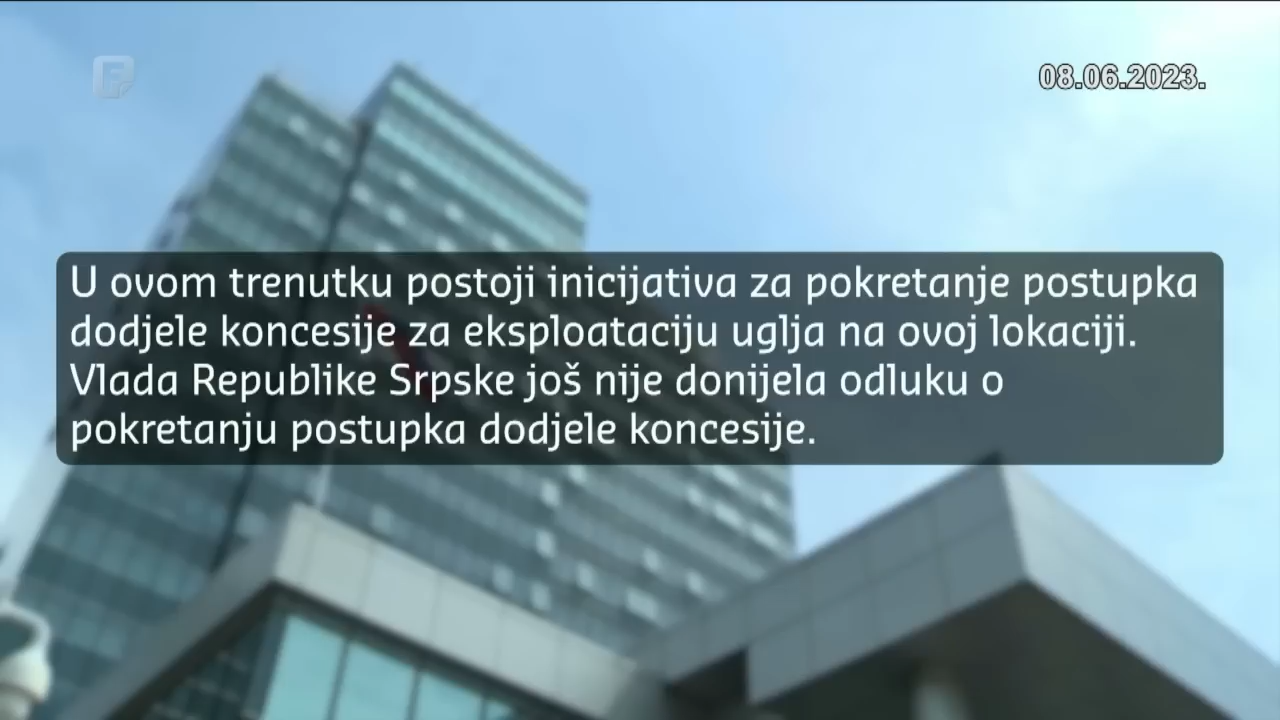 F
08.06.2023.
U ovom trenutku postoji inicijativa za pokretanje postupka
dodjele koncesije za eksploataciju uglja na ovoj lokaciji.
Vlada Republike Srpske još nije donijela odluku o
pokretanju postupka dodjele koncesije.